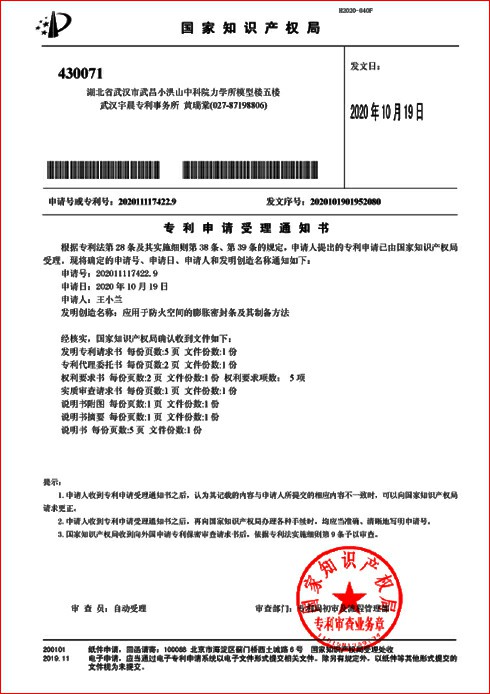 H2020-040F
国家知识产权局
430071
湖北省武汉市武昌小洪山中科院力学所模型楼五楼
武汉宇晨专利事务所 黄瑞棠(027-87198806)
发文日：
2020年10月19日
申请号或专利号：202011117422.9
发文序号：2020101901952080
专利申请受理通知书
根据专利法第28条及其实施细则第38条、第39条的规定，申请人提出的专利申请已由国家知识产权局
受理。现将确定的申请号、申请日、申请人和发明创造名称通知如下：
申请号：202011117422.9
申请日：2020年10月19日
申请人：王小兰
发明创造名称：应用于防火空间的膨胀密封条及其制备方法
经核实，国家知识产权局确认收到文件如下：
发明专利请求书 每份页数:5页 文件份数:1份
专利代理委托书 每份页数:2页 文件份数:1份
权利要求书 每份页数:2页 文件份数:1份 权利要求项数： 5项
实质审查请求书 每份页数:1页 文件份数:1份
说明书附图 每份页数:1页 文件份数:1份
说明书摘要 每份页数:1页 文件份数:1份
说明书 每份页数:5页 文件份数:1份
提示：
1.申请人收到专利申请受理通知书之后，认为其记载的内容与申请人所提交的相应内容不一致时，可以向国家知识产权局
请求更正。
2.申请人收到专利申请受理通知书之后，再向国家知识产权局办理各种手续时，均应当准确、清晰地写明申请号。
3.国家知识产权局收到向外国申请专利保密审查请求书后，依据专利法实施细则第9条予以审查。
审查员：自动受理
审查部门：专利局初审及流程管理部
国家知识产权局
专利审查业务章
200101
2019.11
纸件申请，回函请寄：100088 北京市海淀区蓟门桥西土城路6号 国家知识产权局受理处收
电子申请，应当通过电子专利申请系统以电子文件形式提交相关文件。除另有规定外，以纸件等其他形式提交的
文件视为未提交。